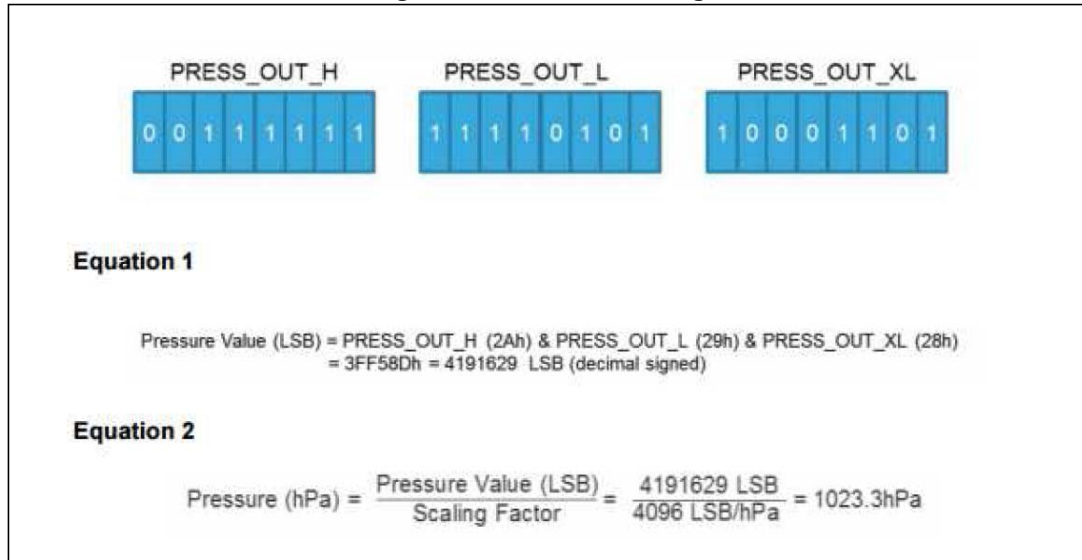 PRESS_OUT_H PRESS_OUT_L PRESS_OUT_XL
0 0 1 1 1 1 1 1 1 1 1 1 0 1 0 1 1 0 0 0 1 1 0 1
Equation 1
Pressure Value (LSB) = PRESS_OUT_H (2Ah) & PRESS_OUT_L (29h) & PRESS_OUT_XL (28h)
= 3FF58Dh = 4191629 LSB (decimal signed)
Equation 2
Pressure (hPa) = Pressure Value (LSB) / Scaling Factor = 4191629 LSB / 4096 LSB/hPa = 1023.3hPa